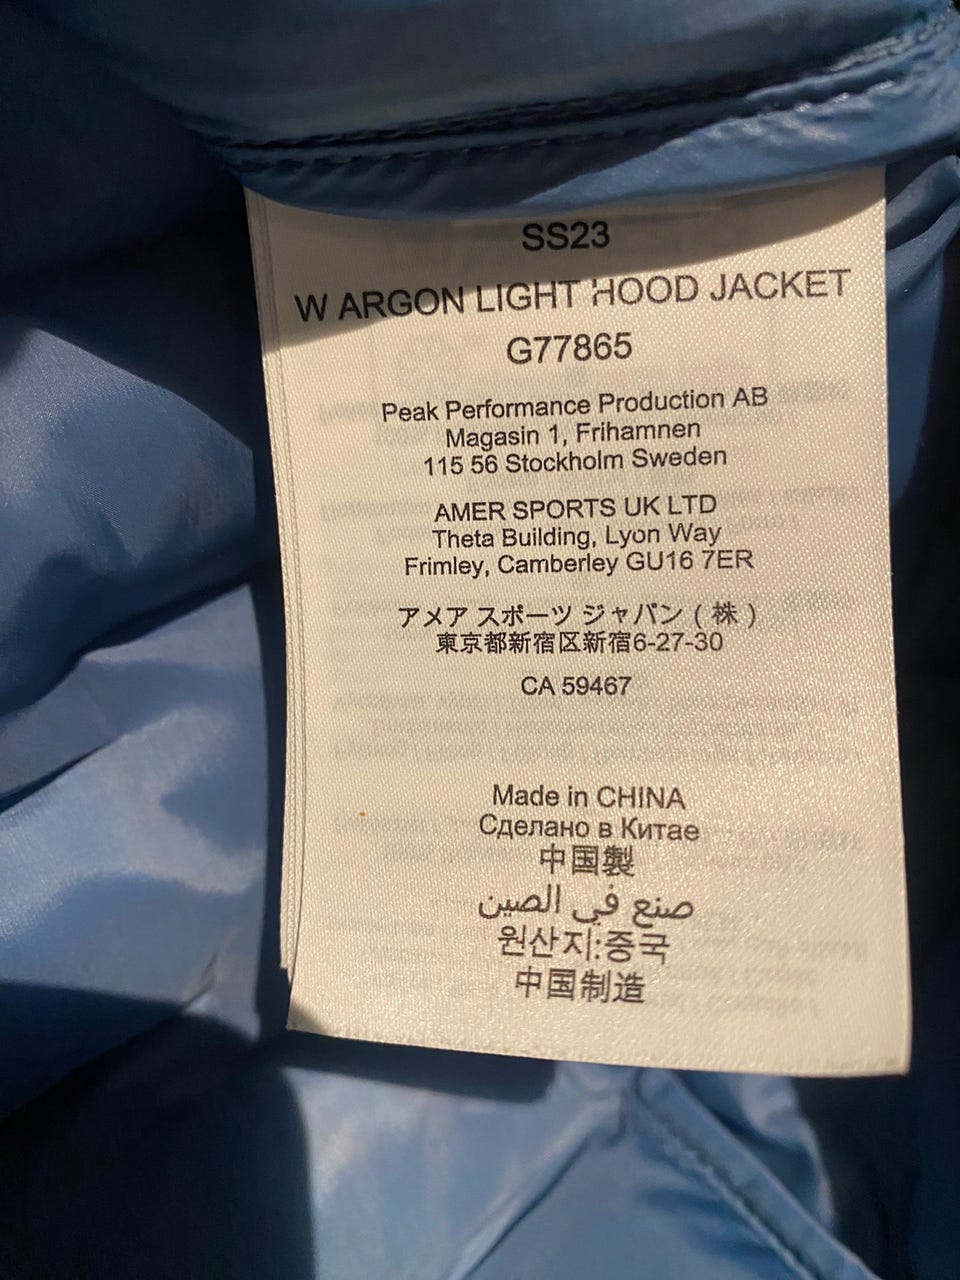 SS23
W ARGON LIGHT HOOD JACKET
G77865
Peak Performance Production AB
Magasin 1, Frihamnen
115 56 Stockholm Sweden
AMER SPORTS UK LTD
Theta Building, Lyon Way
Frimley, Camberley GU16 7ER
アメア スポーツ ジャパン ( 株 )
東京都新宿区新宿6-27-30
CA 59467
Made in CHINA
Сделано в Китае
中国製
صنع في الصين
원산지:중국
中国制造